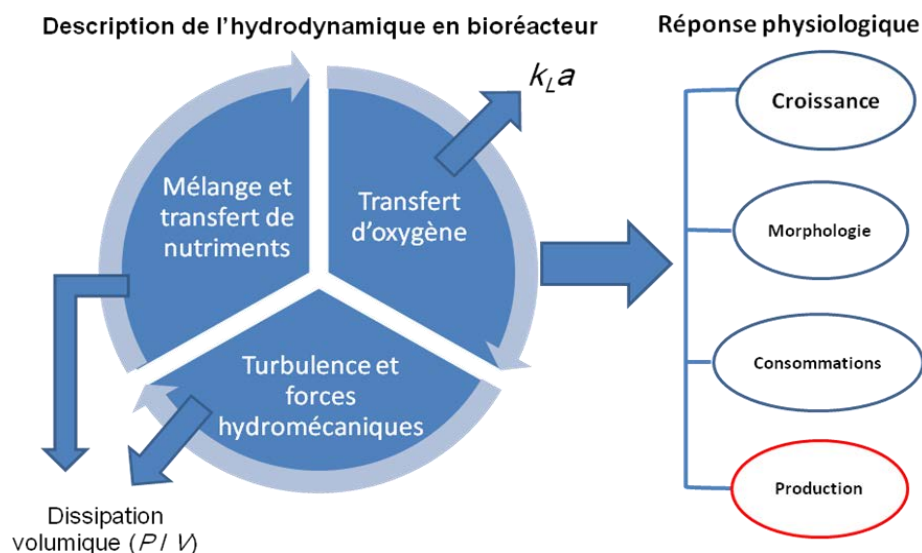 Description de l'hydrodynamique en bioréacteur
Réponse physiologique
k_L a
Mélange et
transfert de
nutriments
Transfert
d'oxygène
Turbulence et
forces
hydromécaniques
Dissipation
volumique (P / V)
Croissance
Morphologie
Consommations
Production